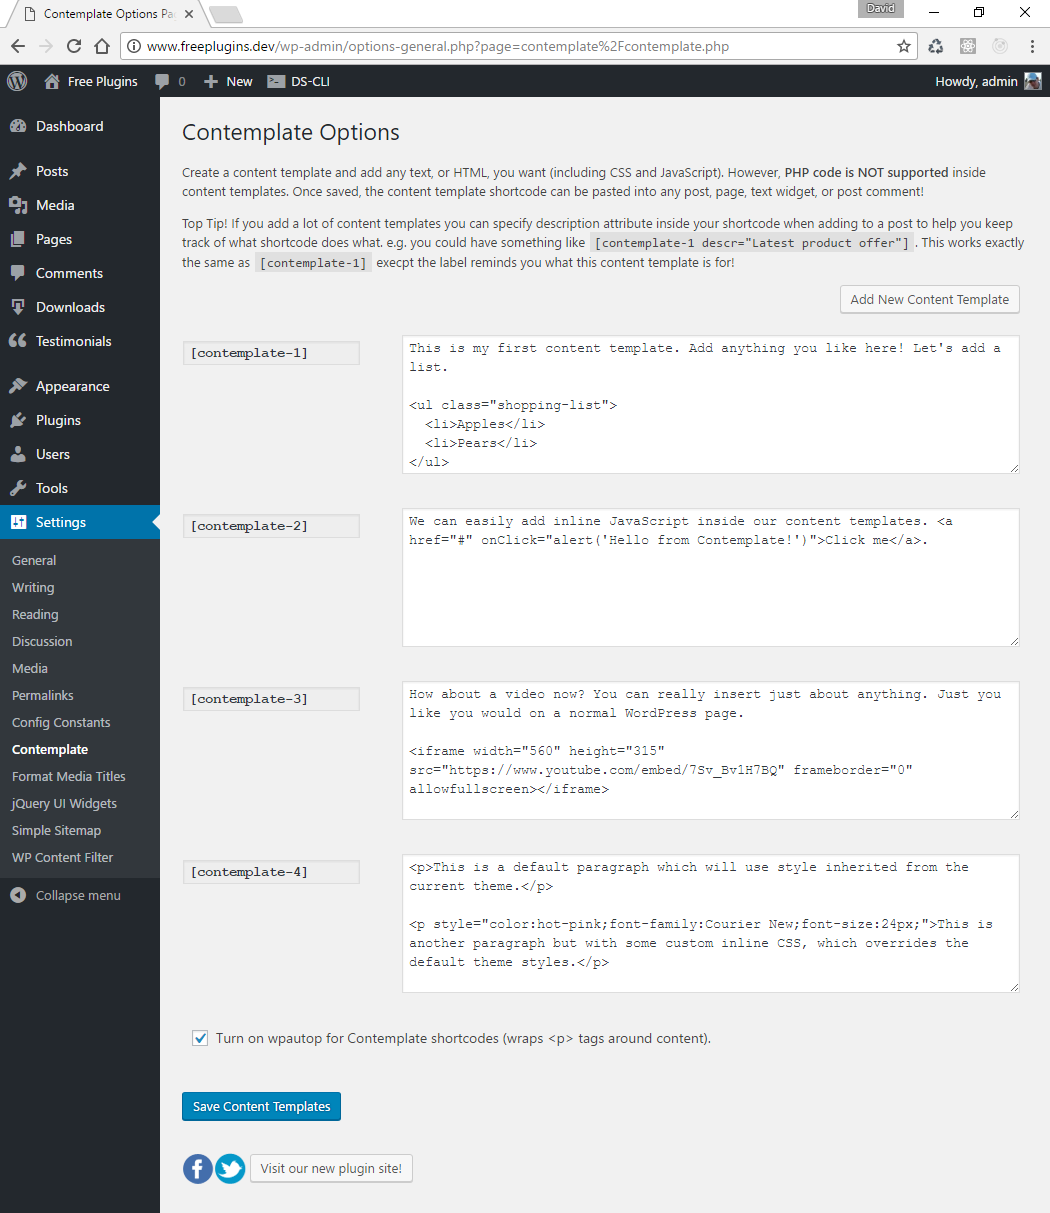 Contemplate Options Pa
David
www.freeplugins.dev/wp-admin/options-general.php?page=contemplate%2Fcontemplate.php
Free Plugins 0 New DS-CLI Howdy, admin
Dashboard
Posts
Media
Pages
Comments
Downloads
Testimonials
Appearance
Plugins
Users
Tools
Settings
General
Writing
Reading
Discussion
Media
Permalinks
Config Constants
Contemplate
Format Media Titles
jQuery UI Widgets
Simple Sitemap
WP Content Filter
Collapse menu
Contemplate Options
Create a content template and add any text, or HTML, you want (including CSS and JavaScript). However, PHP code is NOT supported inside
content templates. Once saved, the content template shortcode can be pasted into any post, page, text widget, or post comment!
Top Tip! If you add a lot of content templates you can specify description attribute inside your shortcode when adding to a post to help you keep
track of what shortcode does what. e.g. you could have something like [contemplate-1 descr="Latest product offer"] . This works exactly
the same as [contemplate-1] execpt the label reminds you what this content template is for!
Add New Content Template
[contemplate-1]
This is my first content template. Add anything you like here! Let's add a
list.
<ul class="shopping-list">
<li>Apples</li>
<li>Pears</li>
</ul>
[contemplate-2]
We can easily add inline JavaScript inside our content templates. <a
href="#" onClick="alert('Hello from Contemplate!')">Click me</a>.
[contemplate-3]
How about a video now? You can really insert just about anything. Just you
like you would on a normal WordPress page.
<iframe width="560" height="315"
src="https://www.youtube.com/embed/7Sv_Bv1H7BQ" frameborder="0"
allowfullscreen></iframe>
[contemplate-4]
<p>This is a default paragraph which will use style inherited from the
current theme.</p>
<p style="color:hot-pink;font-family:Courier New;font-size:24px;">This is
another paragraph but with some custom inline CSS, which overrides the
default theme styles.</p>
Turn on wpautop for Contemplate shortcodes (wraps <p> tags around content).
Save Content Templates
Visit our new plugin site!